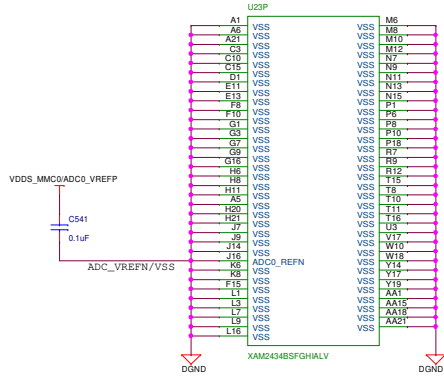 U23P
A1 VSS VSS M6
A6 VSS VSS M8
A21 VSS VSS M10
C3 VSS VSS M12
C10 VSS VSS N7
C15 VSS VSS N9
D1 VSS VSS N11
E11 VSS VSS N13
E13 VSS VSS N15
F8 VSS VSS P1
F10 VSS VSS P6
G1 VSS VSS P8
G3 VSS VSS P10
G7 VSS VSS P18
G9 VSS VSS R7
G16 VSS VSS R9
H6 VSS VSS R12
H8 VSS VSS T15
H11 VSS VSS T8
A5 VSS VSS T10
H20 VSS VSS T11
H21 VSS VSS T16
J7 VSS VSS U3
J9 VSS VSS V17
J14 VSS VSS W10
J16 ADC0_REFN VSS W18
K6 VSS VSS Y14
K8 VSS VSS Y17
F15 VSS VSS Y19
L1 VSS VSS AA1
L3 VSS VSS AA15
L7 VSS VSS AA18
L9 VSS VSS AA21
L16 VSS
VDDS_MMC0/ADC0_VREFP
C541
0.1uF
ADC_VREFN/VSS
XAM2434BSFGHIALV
DGND
DGND